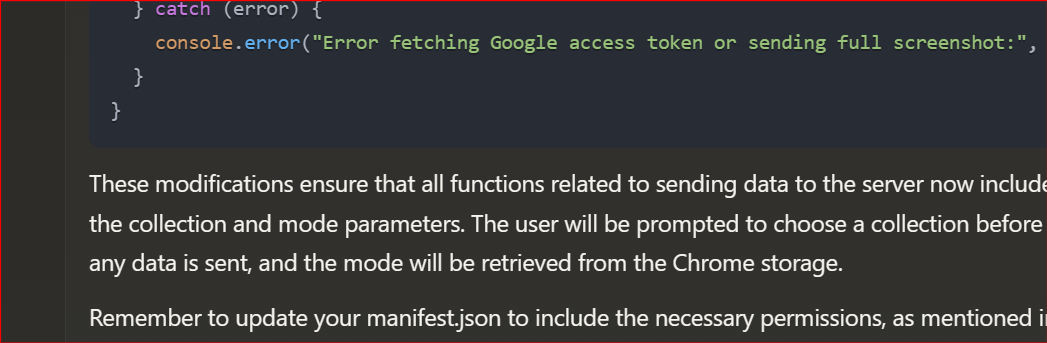 } catch (error) {
console.error("Error fetching Google access token or sending full screenshot:",
}
}
These modifications ensure that all functions related to sending data to the server now include
the collection and mode parameters. The user will be prompted to choose a collection before
any data is sent, and the mode will be retrieved from the Chrome storage.
Remember to update your manifest.json to include the necessary permissions, as mentioned in